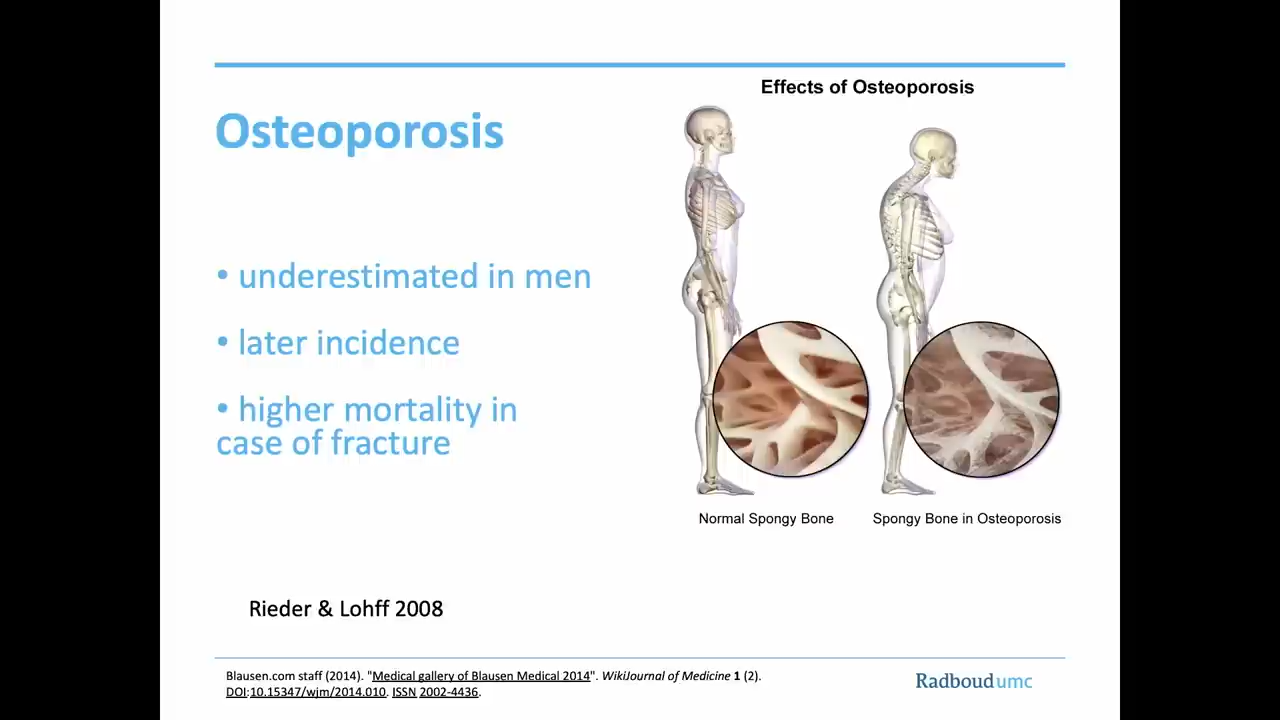 Effects of Osteoporosis
Osteoporosis
• underestimated in men
• later incidence
• higher mortality in
case of fracture
Normal Spongy Bone
Spongy Bone in Osteoporosis
Rieder & Lohff 2008
Blausen.com staff (2014). "Medical gallery of Blausen Medical 2014". WikiJournal of Medicine 1 (2).
DOI:10.15347/wjm/2014.010. ISSN 2002-4436.
Radboudumc